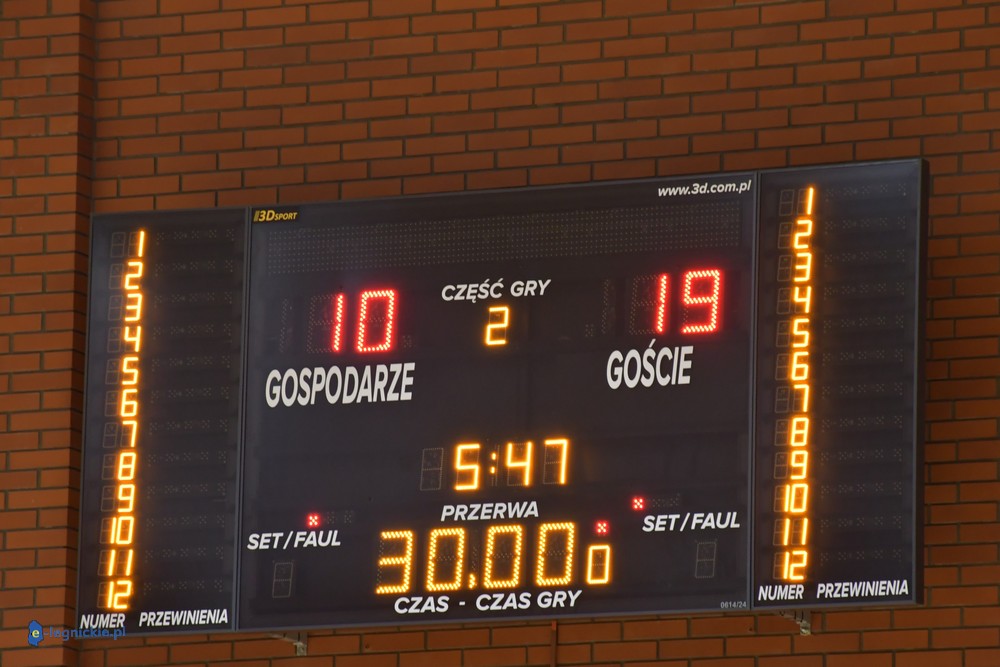 www.3d.com.pl
3D SPORT
CZĘŚĆ GRY
10 2 19
GOSPODARZE GOŚCIE
5:47
PRZERWA
SET/FAUL SET/FAUL
30.00 0
CZAS - CZAS GRY
0614/24
1 1
2 2
3 3
4 4
5 5
6 6
7 7
8 8
9 9
10 10
11 11
12 12
NUMER PRZEWINIENIA NUMER PRZEWINIENIA
e-legnickie.pl